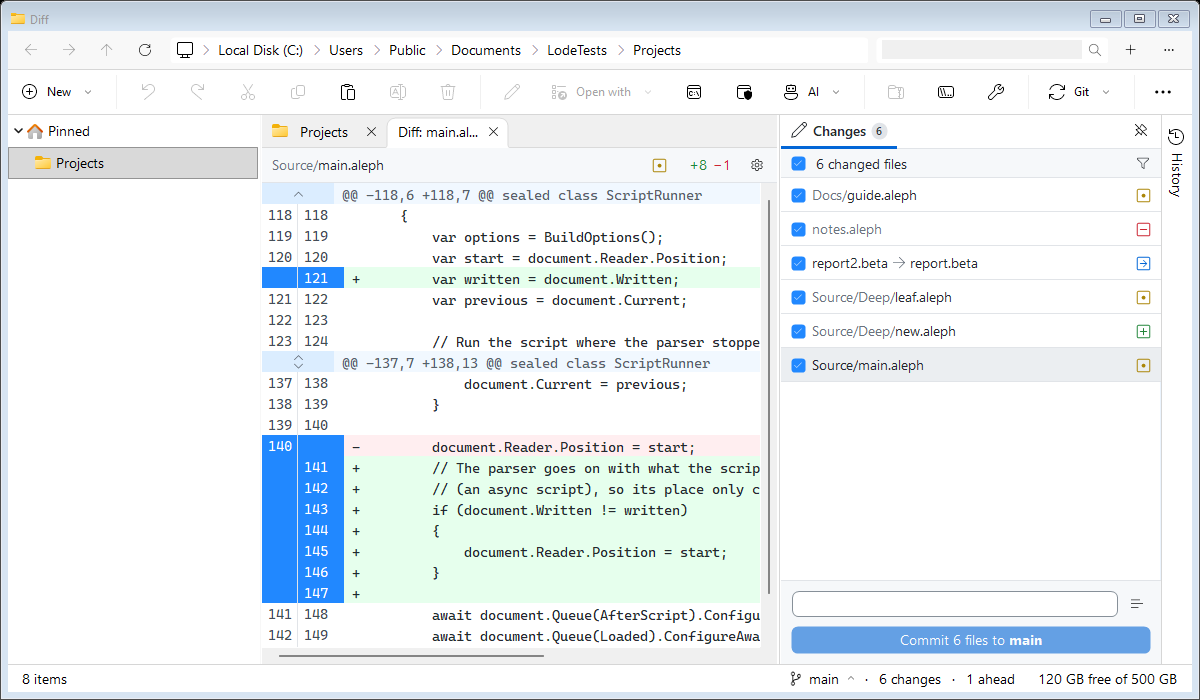 Diff
Local Disk (C:) Users Public Documents LodeTests Projects
New Open with AI Git
Pinned
Projects
Projects Diff: main.al...
Source/main.aleph +8 −1
@@ −118,6 +118,7 @@ sealed class ScriptRunner
118 118 {
119 119 var options = BuildOptions();
120 120 var start = document.Reader.Position;
121 + var written = document.Written;
121 122 var previous = document.Current;
122 123
123 124 // Run the script where the parser stoppe
@@ −137,7 +138,13 @@ sealed class ScriptRunner
137 138 document.Current = previous;
138 139 }
139 140
140 − document.Reader.Position = start;
141 + // The parser goes on with what the scrip
142 + // (an async script), so its place only c
143 + if (document.Written != written)
144 + {
145 + document.Reader.Position = start;
146 + }
147 +
141 148 await document.Queue(AfterScript).Configu
142 149 await document.Queue(Loaded).ConfigureAwa
Changes 6
6 changed files
Docs/guide.aleph
notes.aleph
report2.beta → report.beta
Source/Deep/leaf.aleph
Source/Deep/new.aleph
Source/main.aleph
Commit 6 files to main
History
8 items
main · 6 changes · 1 ahead 120 GB free of 500 GB